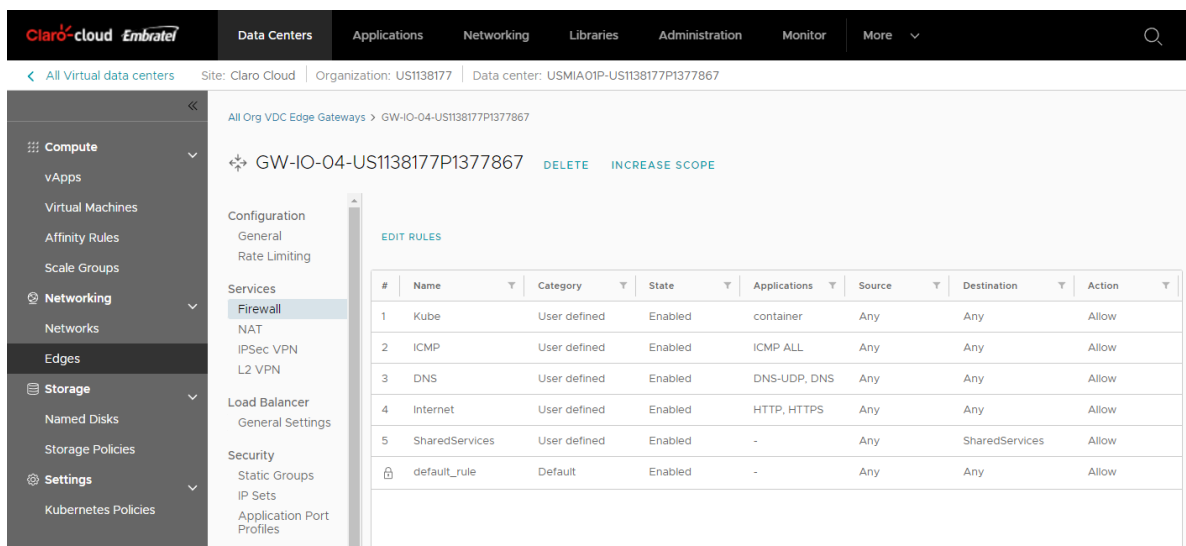 Claro-cloud Embratel Data Centers Applications Networking Libraries Administration Monitor More
All Virtual data centers Site: Claro Cloud Organization: US1138177 Data center: USMIA01P-US1138177P1377867
All Org VDC Edge Gateways > GW-IO-04-US1138177P1377867
GW-IO-04-US1138177P1377867 DELETE INCREASE SCOPE
Compute
vApps
Virtual Machines
Affinity Rules
Scale Groups
Networking
Networks
Edges
Storage
Named Disks
Storage Policies
Settings
Kubernetes Policies
Configuration
General
Rate Limiting
Services
Firewall
NAT
IPSec VPN
L2 VPN
Load Balancer
General Settings
Security
Static Groups
IP Sets
Application Port
Profiles
EDIT RULES
# Name Category State Applications Source Destination Action
1 Kube User defined Enabled container Any Any Allow
2 ICMP User defined Enabled ICMP ALL Any Any Allow
3 DNS User defined Enabled DNS-UDP, DNS Any Any Allow
4 Internet User defined Enabled HTTP, HTTPS Any Any Allow
5 SharedServices User defined Enabled - Any SharedServices Allow
default_rule Default Enabled - Any Any Allow